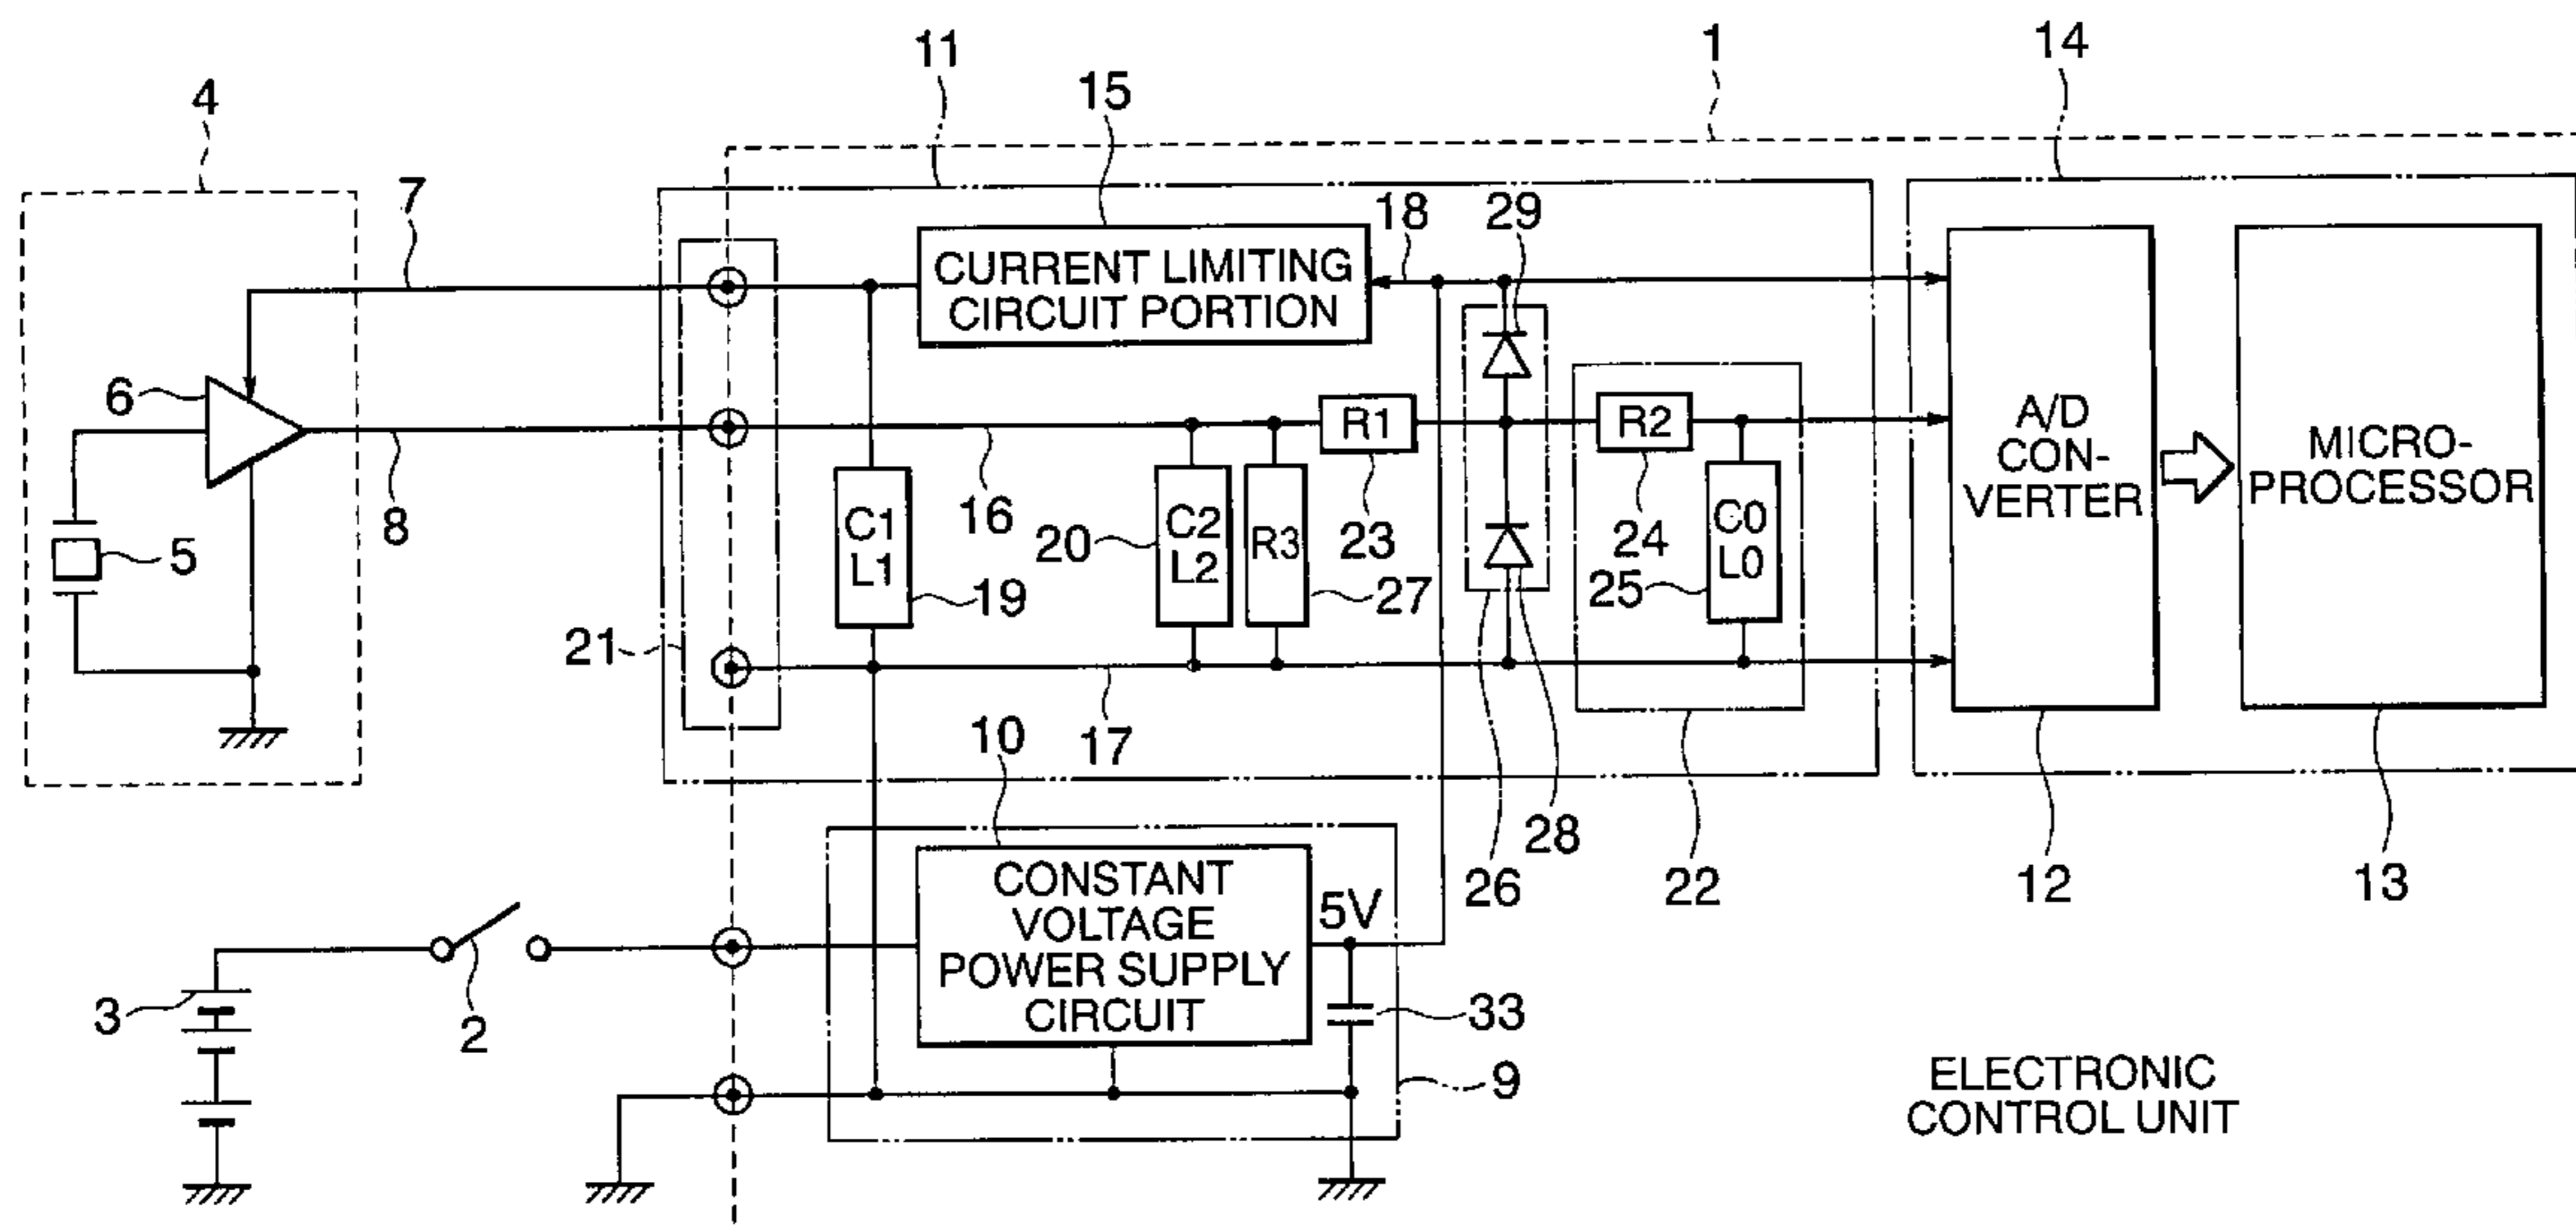 1
14
11
15
4
7
18
29
CURRENT LIMITING
CIRCUIT PORTION
6
R1
R2
A/D
CON-
VERTER
MICRO-
PROCESSOR
8
16
5
C1
L1
19
20
C2
L2
R3
27
23
24
25
C0
L0
21
17
10
26
28
22
12
13
CONSTANT
VOLTAGE
POWER SUPPLY
CIRCUIT
5V
3
2
33
9
ELECTRONIC
CONTROL UNIT